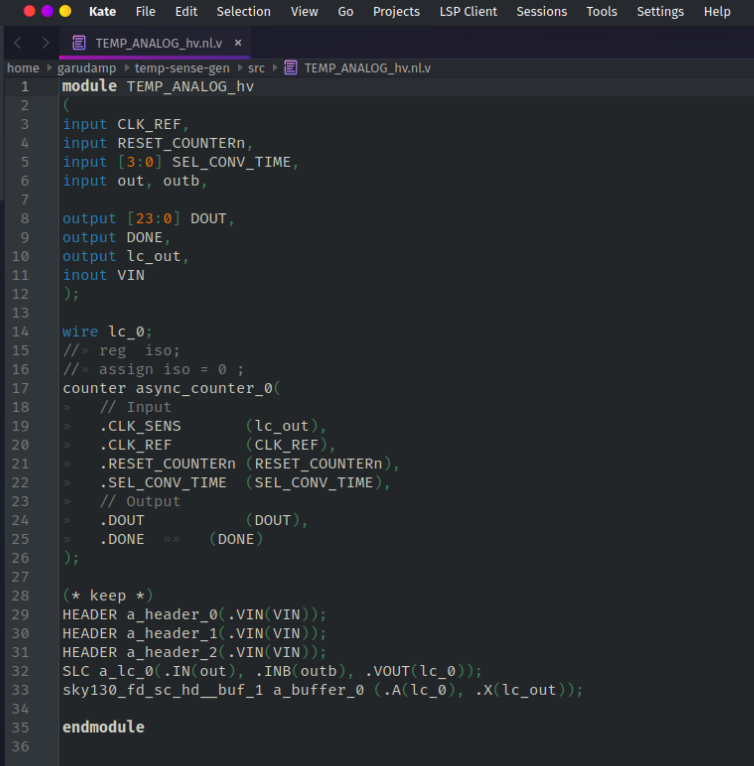 Kate File Edit Selection View Go Projects LSP Client Sessions Tools Settings Help
TEMP_ANALOG_hv.nl.v ×
home garudamp temp-sense-gen src TEMP_ANALOG_hv.nl.v
1 module TEMP_ANALOG_hv
2 (
3 input CLK_REF,
4 input RESET_COUNTERn,
5 input [3:0] SEL_CONV_TIME,
6 input out, outb,
7
8 output [23:0] DOUT,
9 output DONE,
10 output lc_out,
11 inout VIN
12 );
13
14 wire lc_0;
15 //» reg  iso;
16 //» assign iso = 0 ;
17 counter async_counter_0(
18 »   // Input
19 »   .CLK_SENS       (lc_out),
20 »   .CLK_REF        (CLK_REF),
21 »   .RESET_COUNTERn (RESET_COUNTERn),
22 »   .SEL_CONV_TIME  (SEL_CONV_TIME),
23 »   // Output
24 »   .DOUT           (DOUT),
25 »   .DONE  »»   (DONE)
26 );
27
28 (* keep *)
29 HEADER a_header_0(.VIN(VIN));
30 HEADER a_header_1(.VIN(VIN));
31 HEADER a_header_2(.VIN(VIN));
32 SLC a_lc_0(.IN(out), .INB(outb), .VOUT(lc_0));
33 sky130_fd_sc_hd__buf_1 a_buffer_0 (.A(lc_0), .X(lc_out));
34
35 endmodule
36